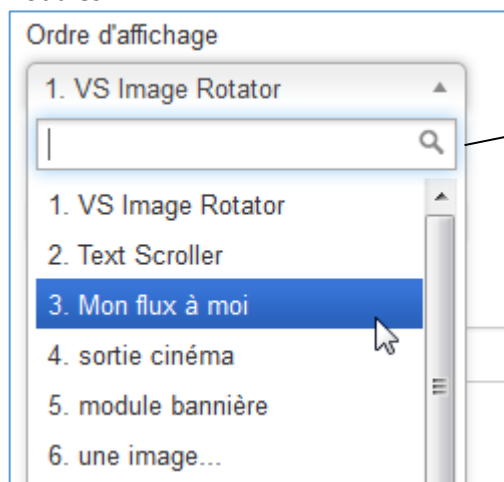 Ordre d'affichage
1. VS Image Rotator
1. VS Image Rotator
2. Text Scroller
3. Mon flux à moi
4. sortie cinéma
5. module bannière
6. une image...